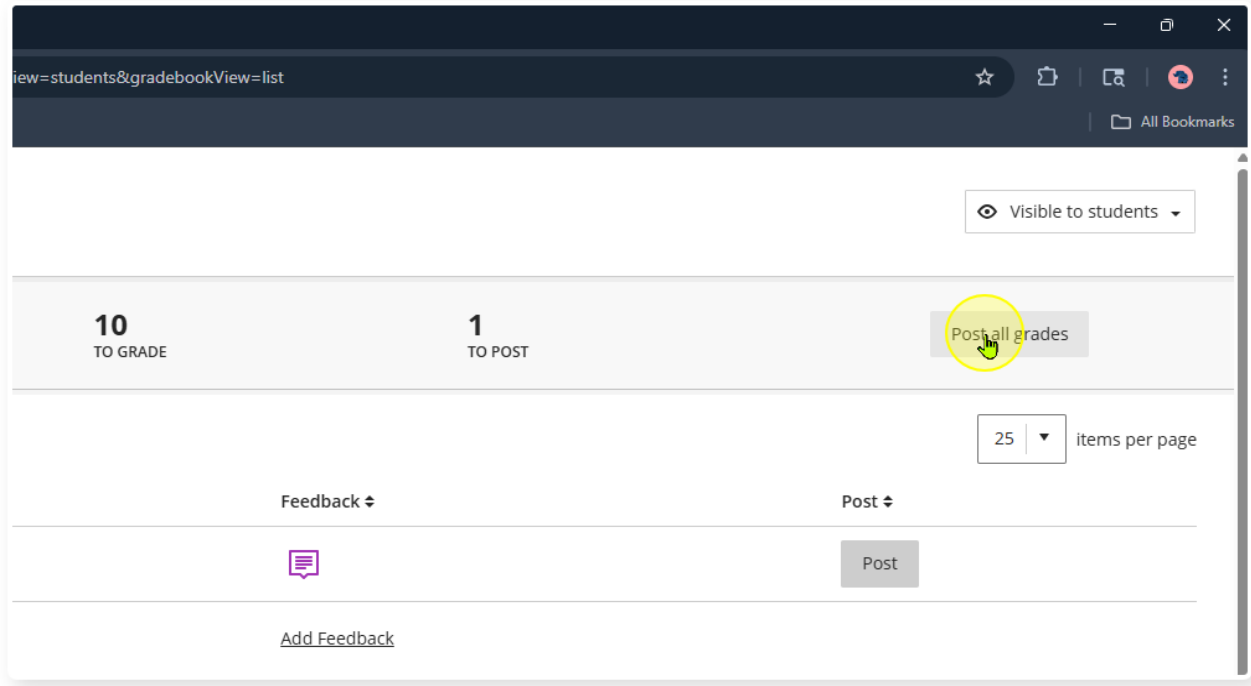 iew=students&gradebookView=list
All Bookmarks
Visible to students
10
TO GRADE
1
TO POST
Post all grades
25 items per page
Feedback Post
Post
Add Feedback